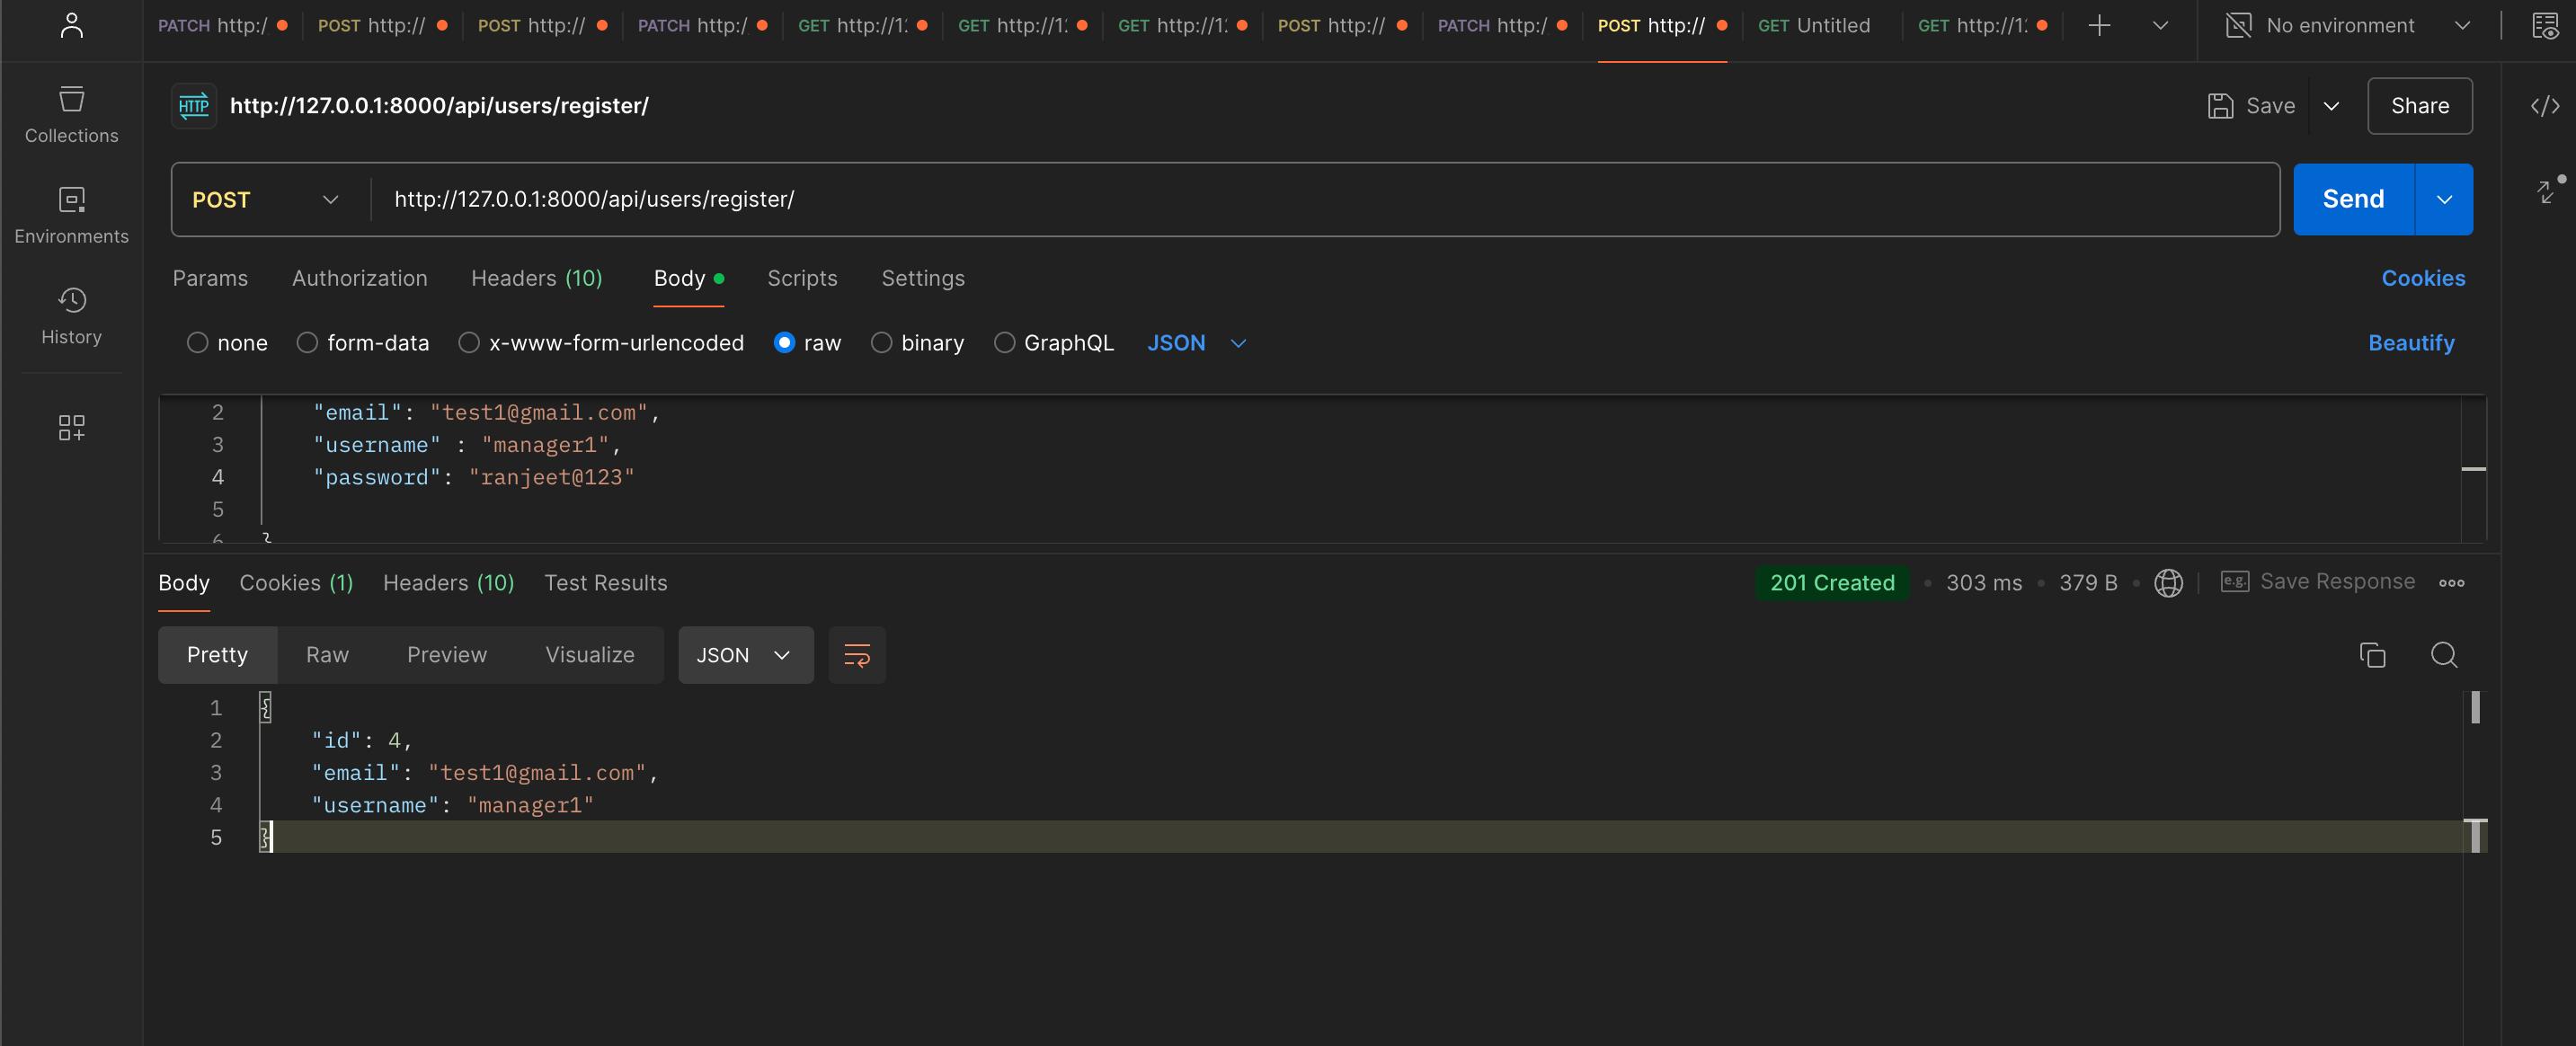 PATCH http:/ POST http:// POST http:// PATCH http:/ GET http://1: GET http://1: GET http://1: POST http:// PATCH http:/ POST http:// GET Untitled GET http://1: No environment
HTTP http://127.0.0.1:8000/api/users/register/ Save Share
Collections
POST http://127.0.0.1:8000/api/users/register/ Send
Environments
Params Authorization Headers (10) Body Scripts Settings Cookies
History
none form-data x-www-form-urlencoded raw binary GraphQL JSON Beautify
2 "email": "test1@gmail.com",
3 "username" : "manager1",
4 "password": "ranjeet@123"
5
6 }
Body Cookies (1) Headers (10) Test Results 201 Created 303 ms 379 B e.g. Save Response
Pretty Raw Preview Visualize JSON
1 {
2 "id": 4,
3 "email": "test1@gmail.com",
4 "username": "manager1"
5 }